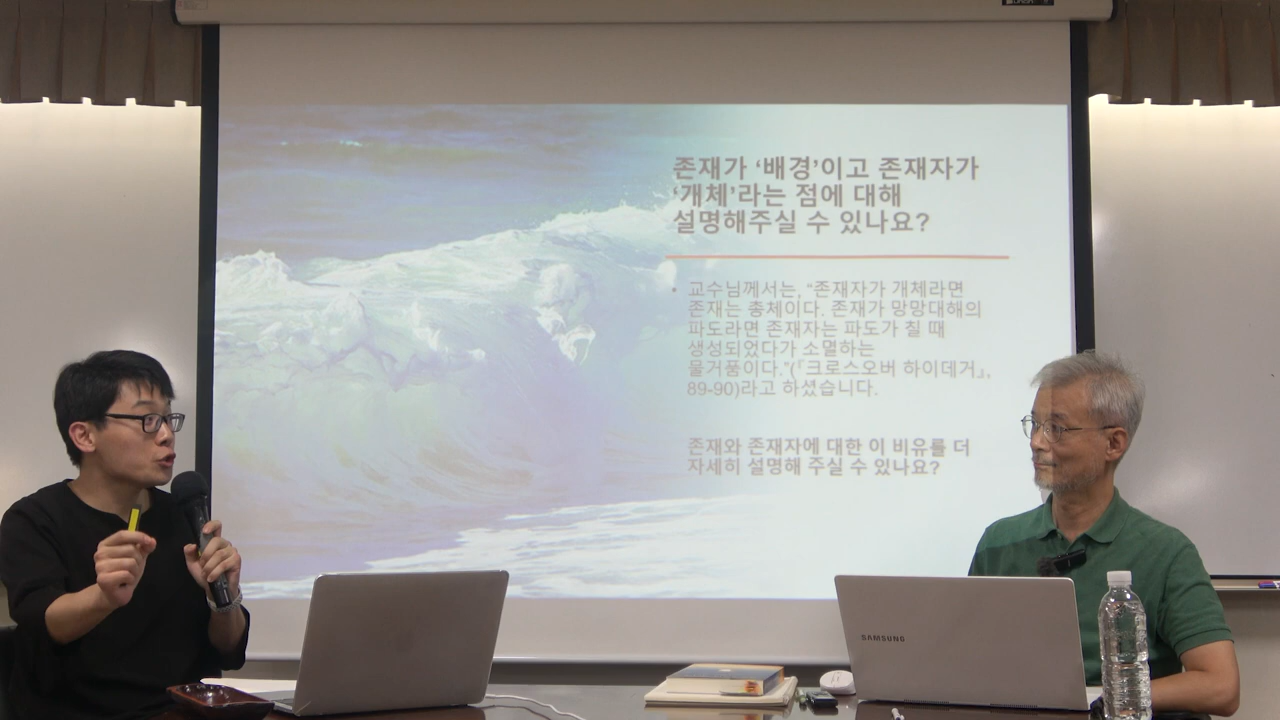 존재가 ‘배경’이고 존재자가
‘개체’라는 점에 대해
설명해주실 수 있나요?
• 교수님께서는, “존재자가 개체라면
존재는 총체이다. 존재가 망망대해의
파도라면 존재자는 파도가 칠 때
생성되었다가 소멸하는
물거품이다.”(『크로스오버 하이데거』,
89-90)라고 하셨습니다.
존재와 존재자에 대한 이 비유를 더
자세히 설명해 주실 수 있나요?
SAMSUNG